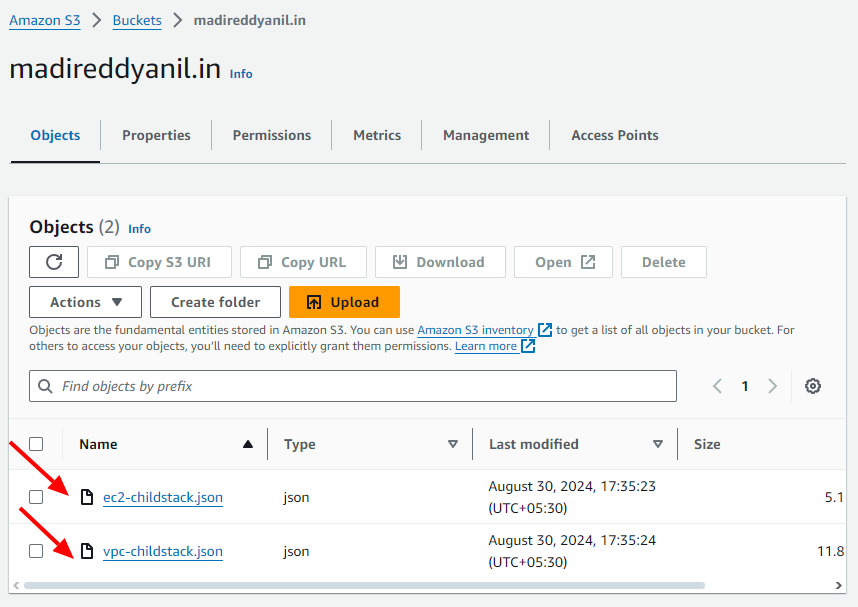 Amazon S3 > Buckets > madireddyanil.in
madireddyanil.in Info
Objects Properties Permissions Metrics Management Access Points
Objects (2) Info
Copy S3 URI Copy URL Download Open Delete
Actions Create folder Upload
Objects are the fundamental entities stored in Amazon S3. You can use Amazon S3 inventory to get a list of all objects in your bucket. For
others to access your objects, you'll need to explicitly grant them permissions. Learn more
Find objects by prefix < 1 >
Name Type Last modified Size
ec2-childstack.json json August 30, 2024, 17:35:23 (UTC+05:30) 5.1
vpc-childstack.json json August 30, 2024, 17:35:24 (UTC+05:30) 11.8